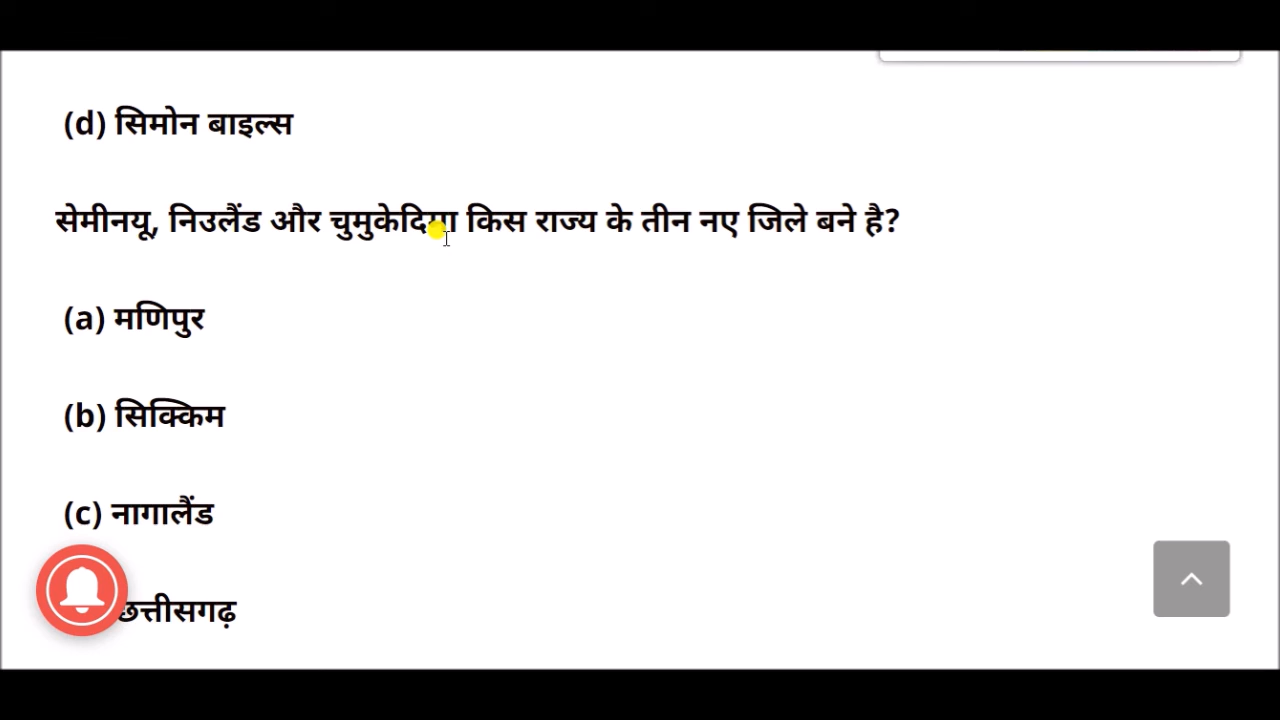 (d) सिमोन बाइल्स
सेमीनयू, निउलैंड और चुमुकेदिमा किस राज्य के तीन नए जिले बने है?
(a) मणिपुर
(b) सिक्किम
(c) नागालैंड
छत्तीसगढ़